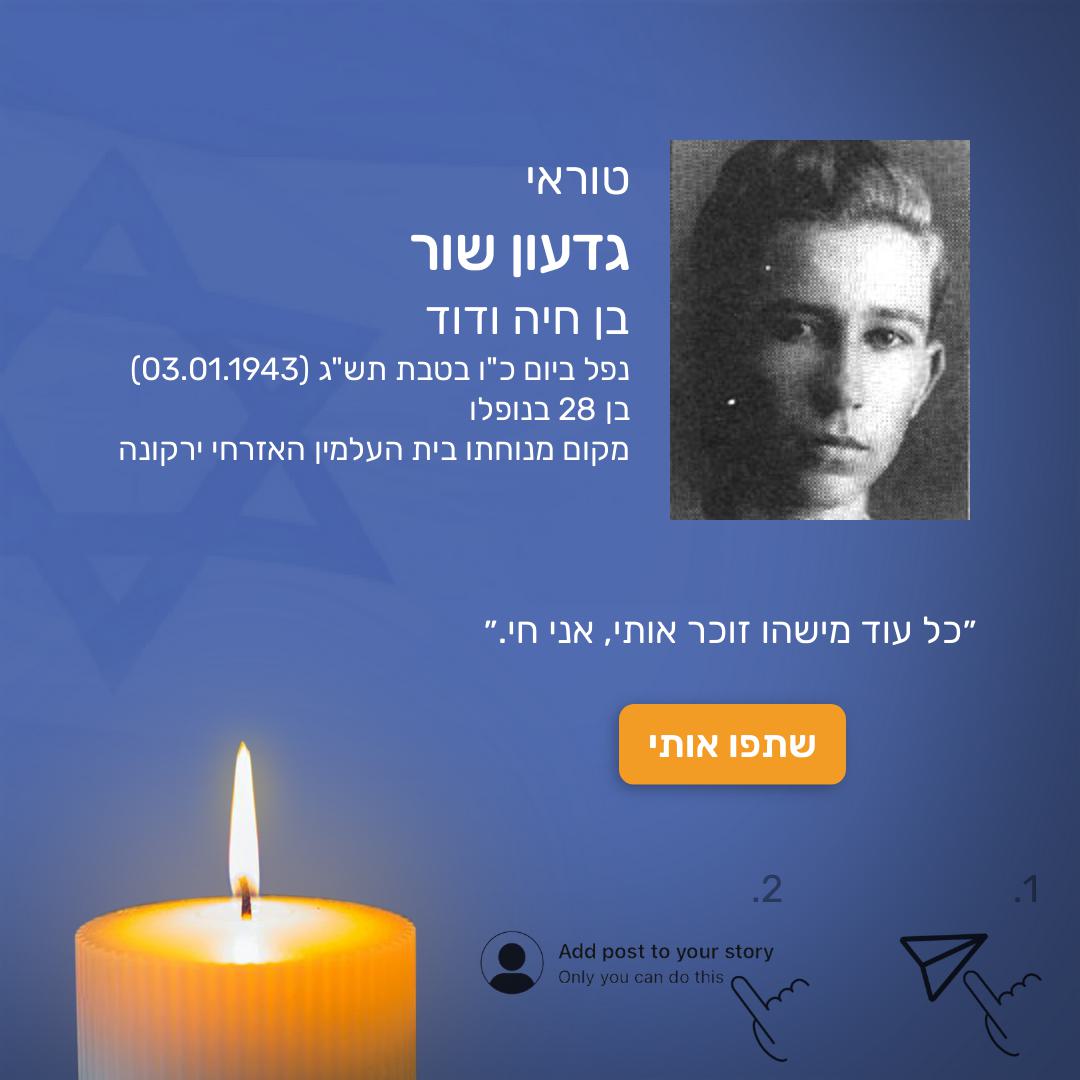 טוראי
גדעון שור
בן חיה ודוד
נפל ביום כ"ו בטבת תש"ג (03.01.1943)
בן 28 בנופלו
מקום מנוחתו בית העלמין האזרחי ירקונה
״כל עוד מישהו זוכר אותי, אני חי.״
שתפו אותי
1.
2.
Add post to your story
Only you can do this